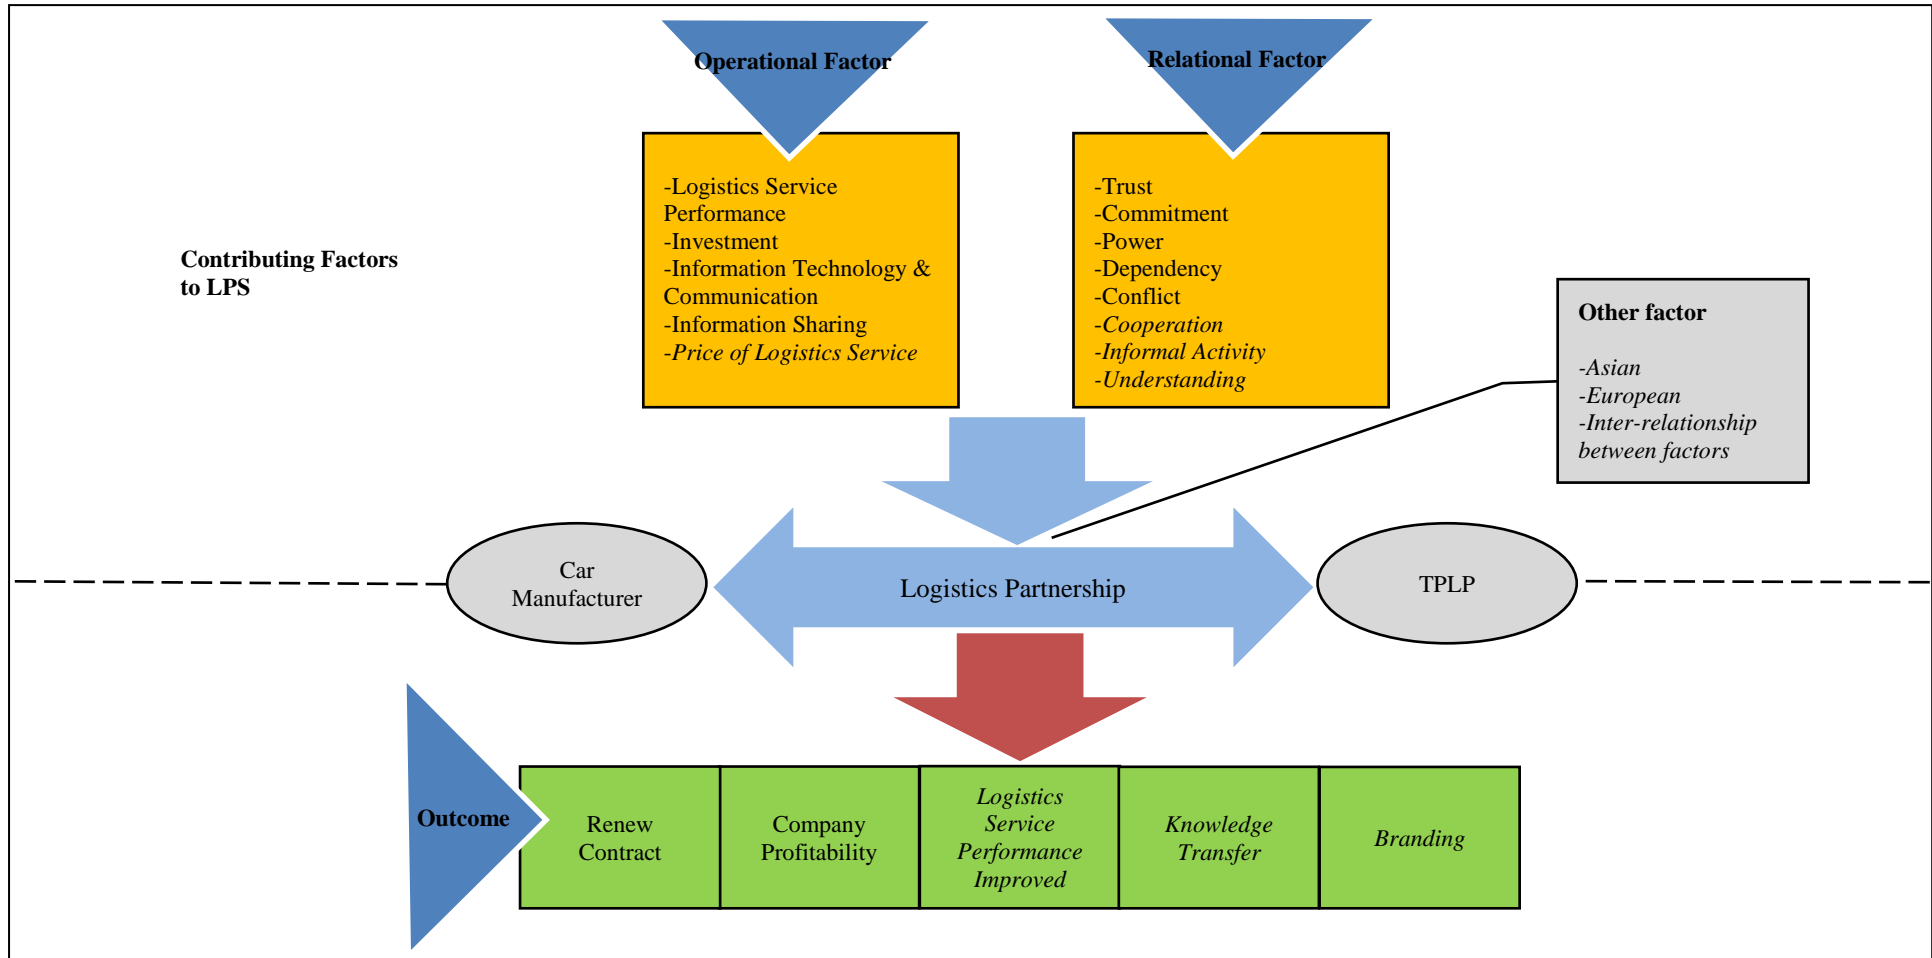 Operational Factor
Relational Factor
-Logistics Service
Performance
-Investment
-Information Technology &
Communication
-Information Sharing
-Price of Logistics Service
-Trust
-Commitment
-Power
-Dependency
-Conflict
-Cooperation
-Informal Activity
-Understanding
Contributing Factors
to LPS
Other factor
-Asian
-European
-Inter-relationship
between factors
Car
Manufacturer
Logistics Partnership
TPLP
Outcome
Renew
Contract
Company
Profitability
Logistics
Service
Performance
Improved
Knowledge
Transfer
Branding